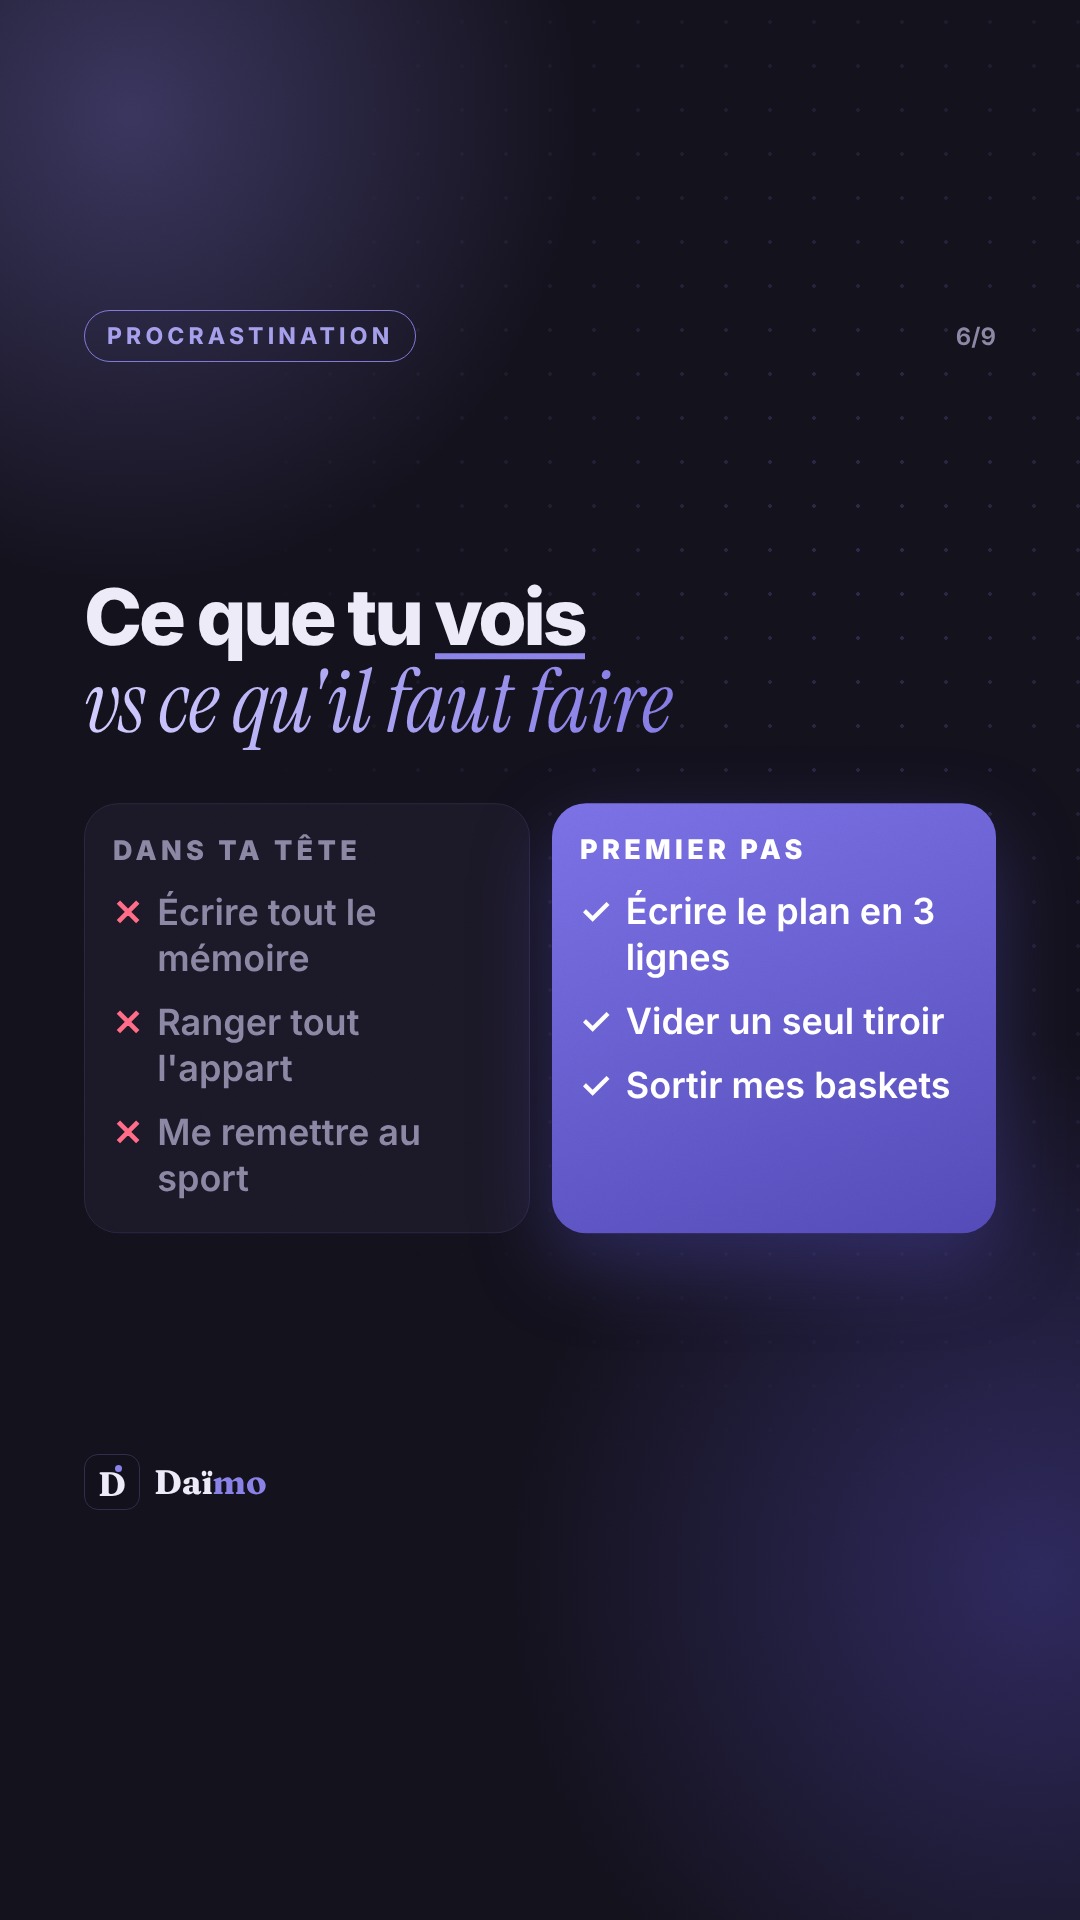 PROCRASTINATION
6/9
Ce que tu vois
vs ce qu'il faut faire
DANS TA TÊTE
✕ Écrire tout le
mémoire
✕ Ranger tout
l'appart
✕ Me remettre au
sport
PREMIER PAS
✓ Écrire le plan en 3
lignes
✓ Vider un seul tiroir
✓ Sortir mes baskets
D Daïmo